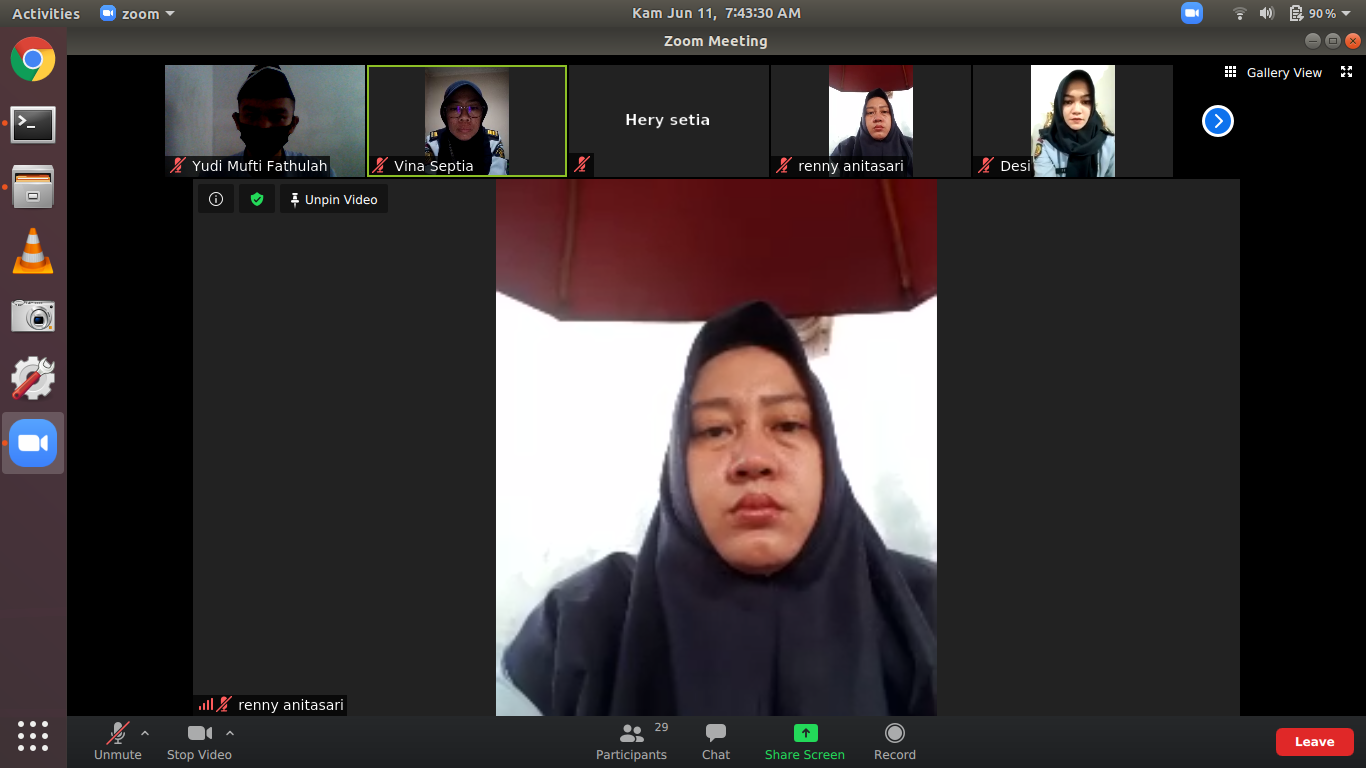 Activities
zoom
Kam Jun 11, 7:43:30 AM
90%
Zoom Meeting
Yudi Mufti Fathulah
Vina Septia
Hery setia
renny anitasari
Desi
Gallery View
Unpin Video
renny anitasari
Unmute
Stop Video
Participants
29
Chat
Share Screen
Record
Leave